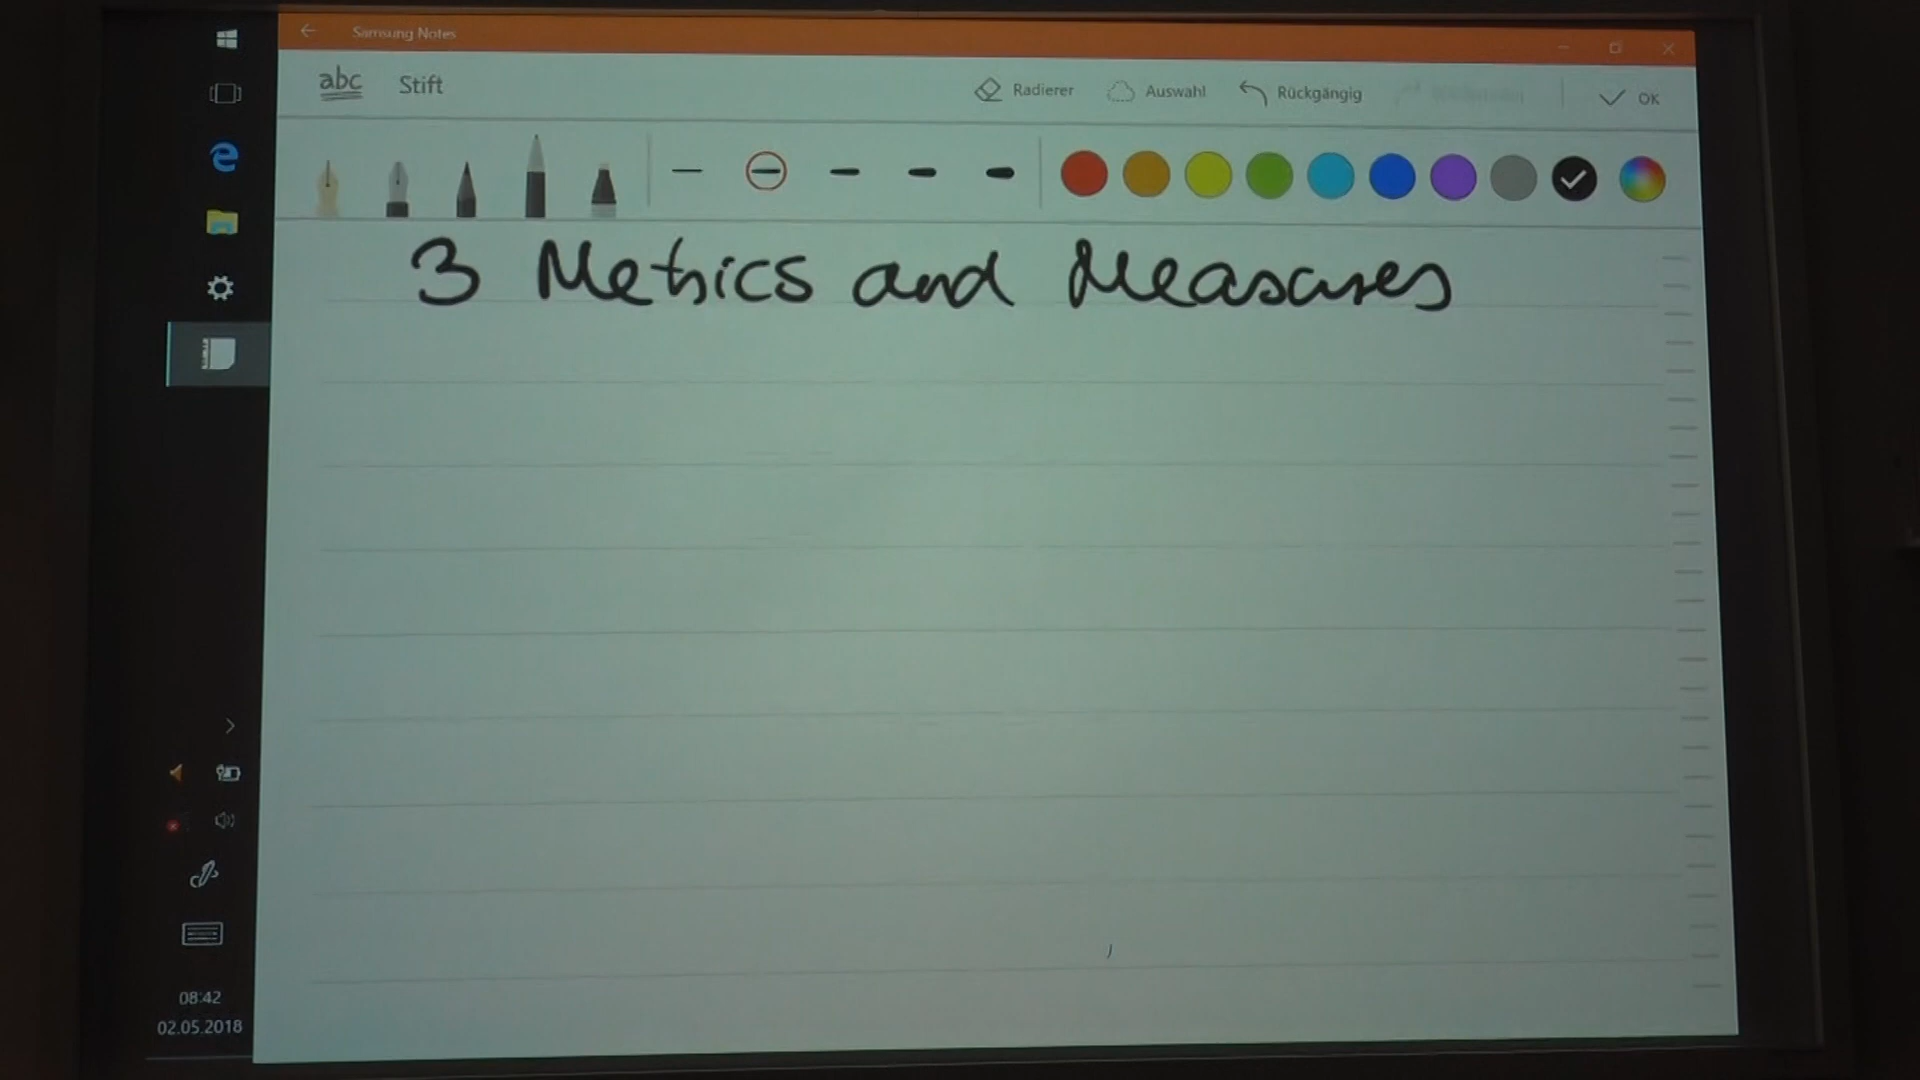 Samsung Notes
abc Stift Radierer Auswahl Rückgängig OK
3 Metrics and Measures
08:42
02.05.2018